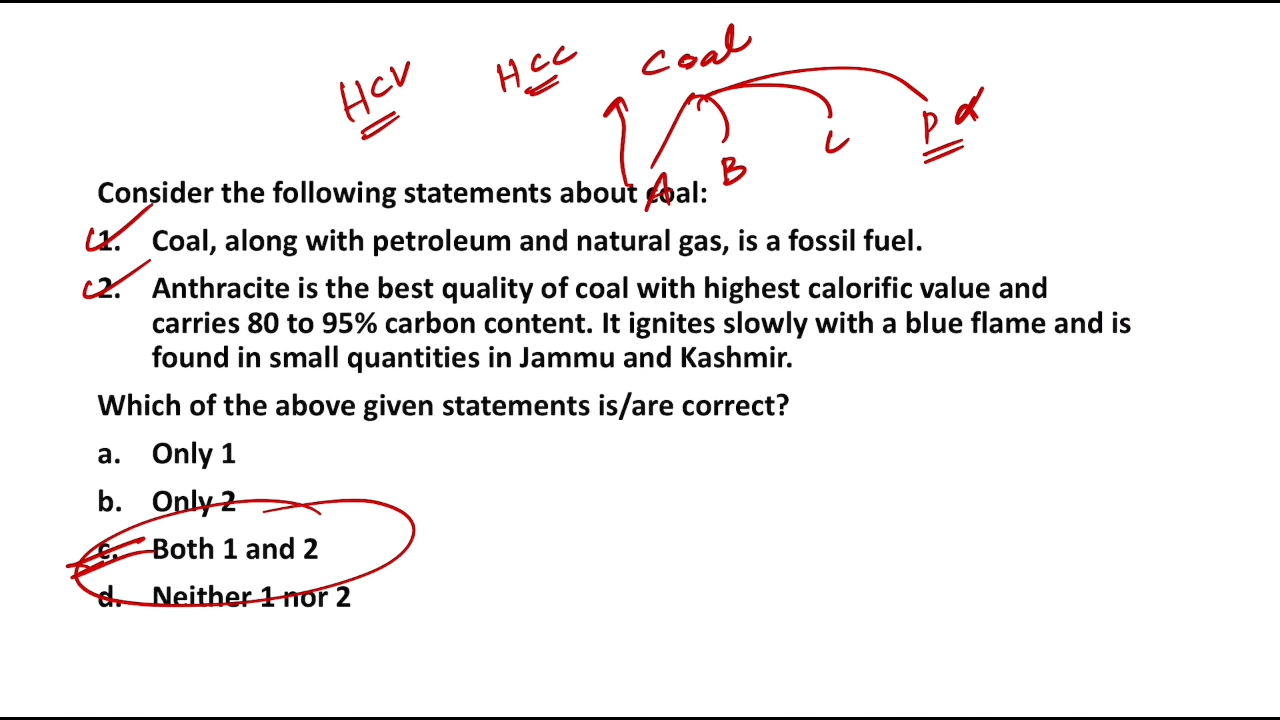 HCV HCC Coal
A B L P
Consider the following statements about coal:
1. Coal, along with petroleum and natural gas, is a fossil fuel.
2. Anthracite is the best quality of coal with highest calorific value and
carries 80 to 95% carbon content. It ignites slowly with a blue flame and is
found in small quantities in Jammu and Kashmir.
Which of the above given statements is/are correct?
a. Only 1
b. Only 2
c. Both 1 and 2
d. Neither 1 nor 2